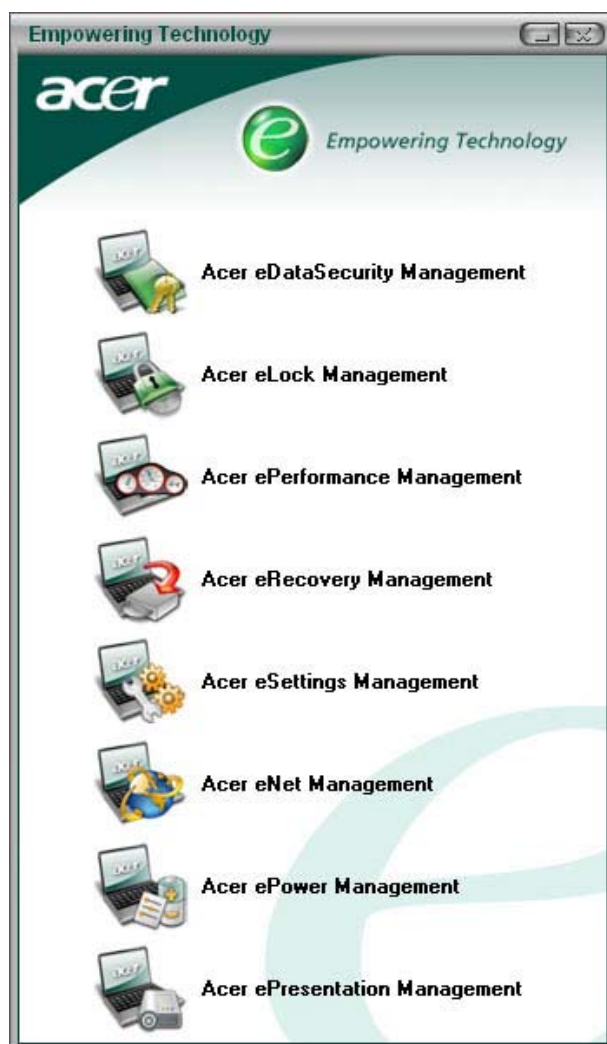 Empowering Technology
acer
e Empowering Technology
Acer eDataSecurity Management
Acer eLock Management
Acer ePerformance Management
Acer eRecovery Management
Acer eSettings Management
Acer eNet Management
Acer ePower Management
Acer ePresentation Management